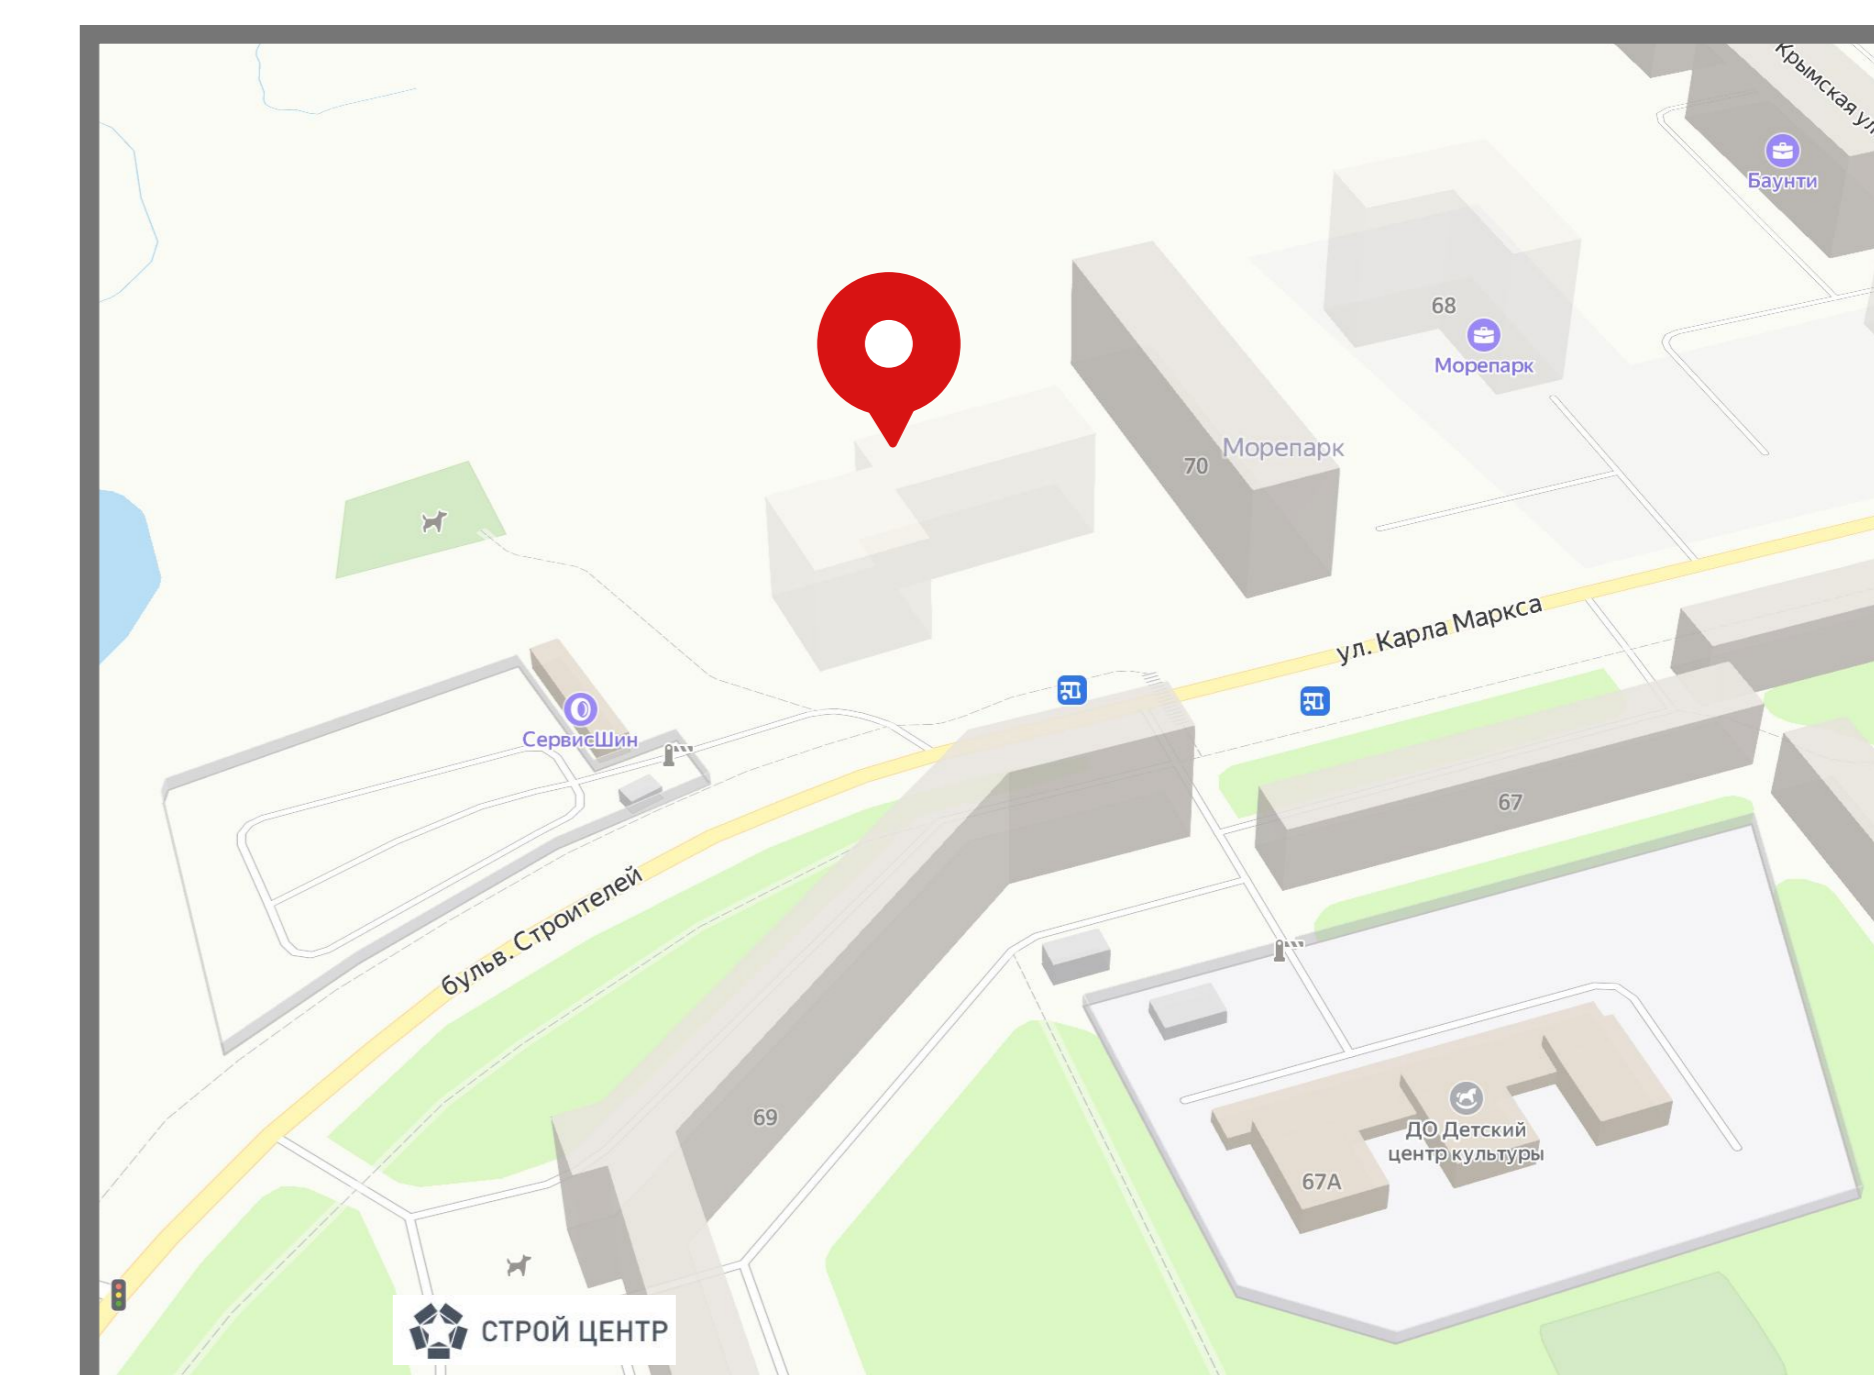 Крымская ул
Баунти
68
Морепарк
Морепарк
70
ул. Карла Маркса
СервисШин
67
бульв. Строителей
69
ДО Детский
центр культуры
67А
СТРОЙ ЦЕНТР